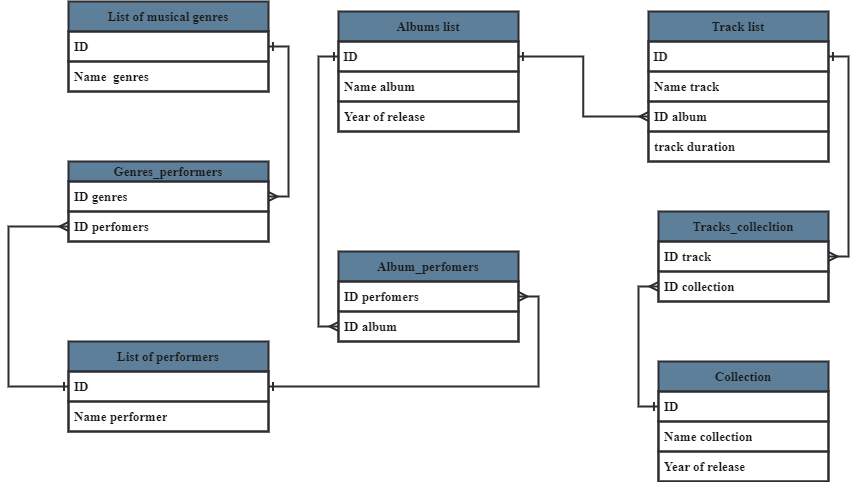 List of musical genres
ID
Name  genres
Albums list
ID
Name album
Year of release
Track list
ID
Name track
ID album
track duration
Genres_performers
ID genres
ID perfomers
Album_perfomers
ID perfomers
ID album
Tracks_collecltion
ID track
ID collection
List of performers
ID
Name performer
Collection
ID
Name collection
Year of release